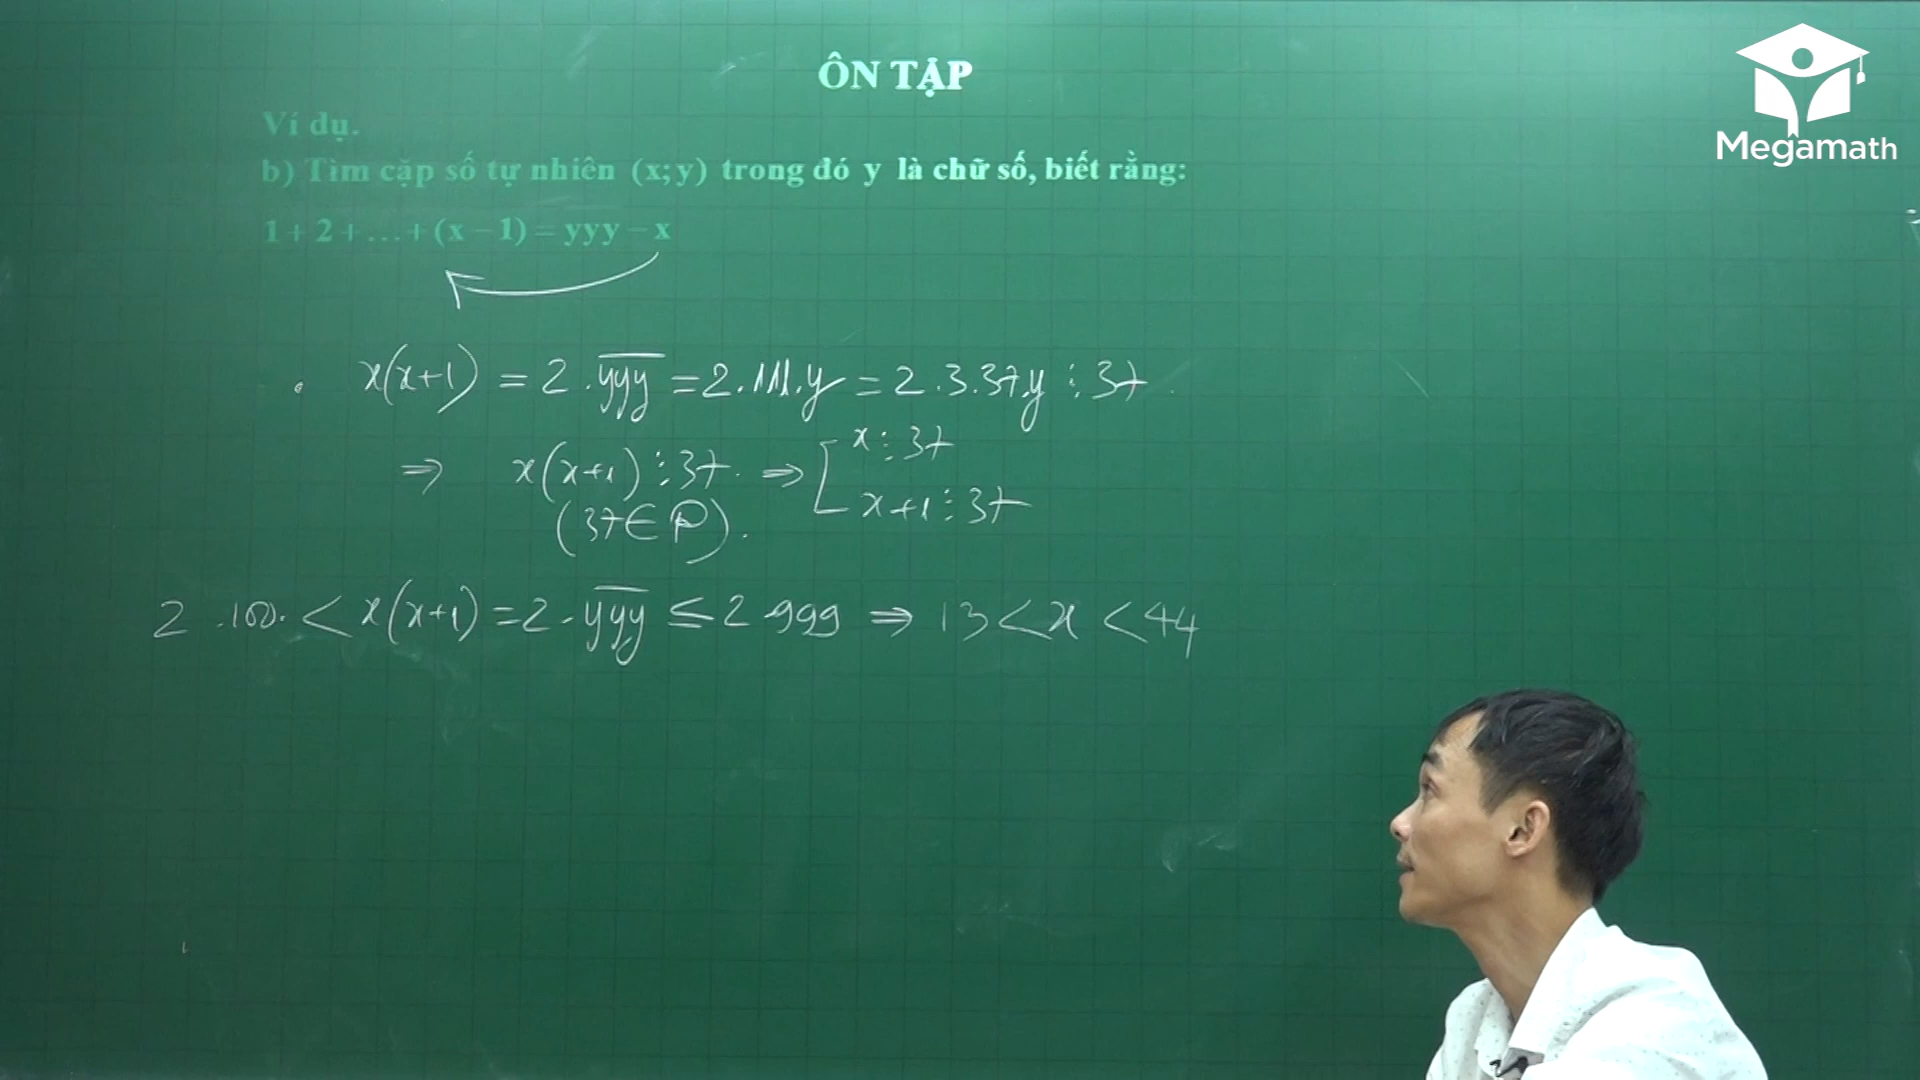 ÔN TẬP
Megamath
Ví dụ.
b) Tìm cặp số tự nhiên (x; y) trong đó y là chữ số, biết rằng:
1 + 2 + ... + (x − 1) = yyy − x
x(x+1) = 2.y̅y̅y̅ = 2.111.y = 2.3.37.y ⋮ 37
⇒ x(x+1) ⋮ 37. ⇒ [ x ⋮ 37
(37 ∈ P). x+1 ⋮ 37
2.100. < x(x+1) = 2.y̅y̅y̅ ≤ 2.999 ⇒ 13 < x < 44